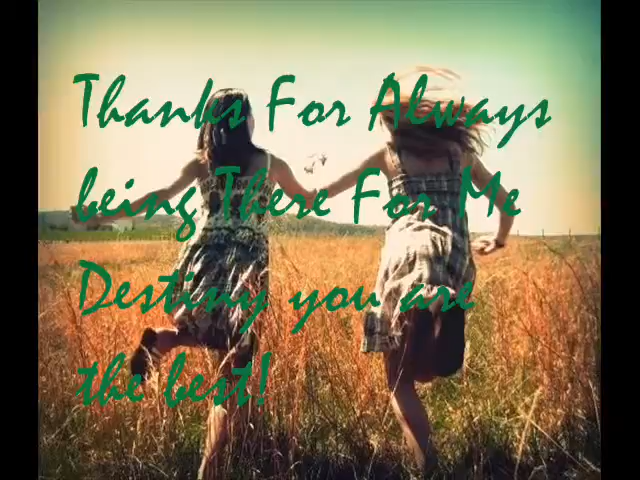 Thanks For Always
being There For Me
Destiny you are
the best!